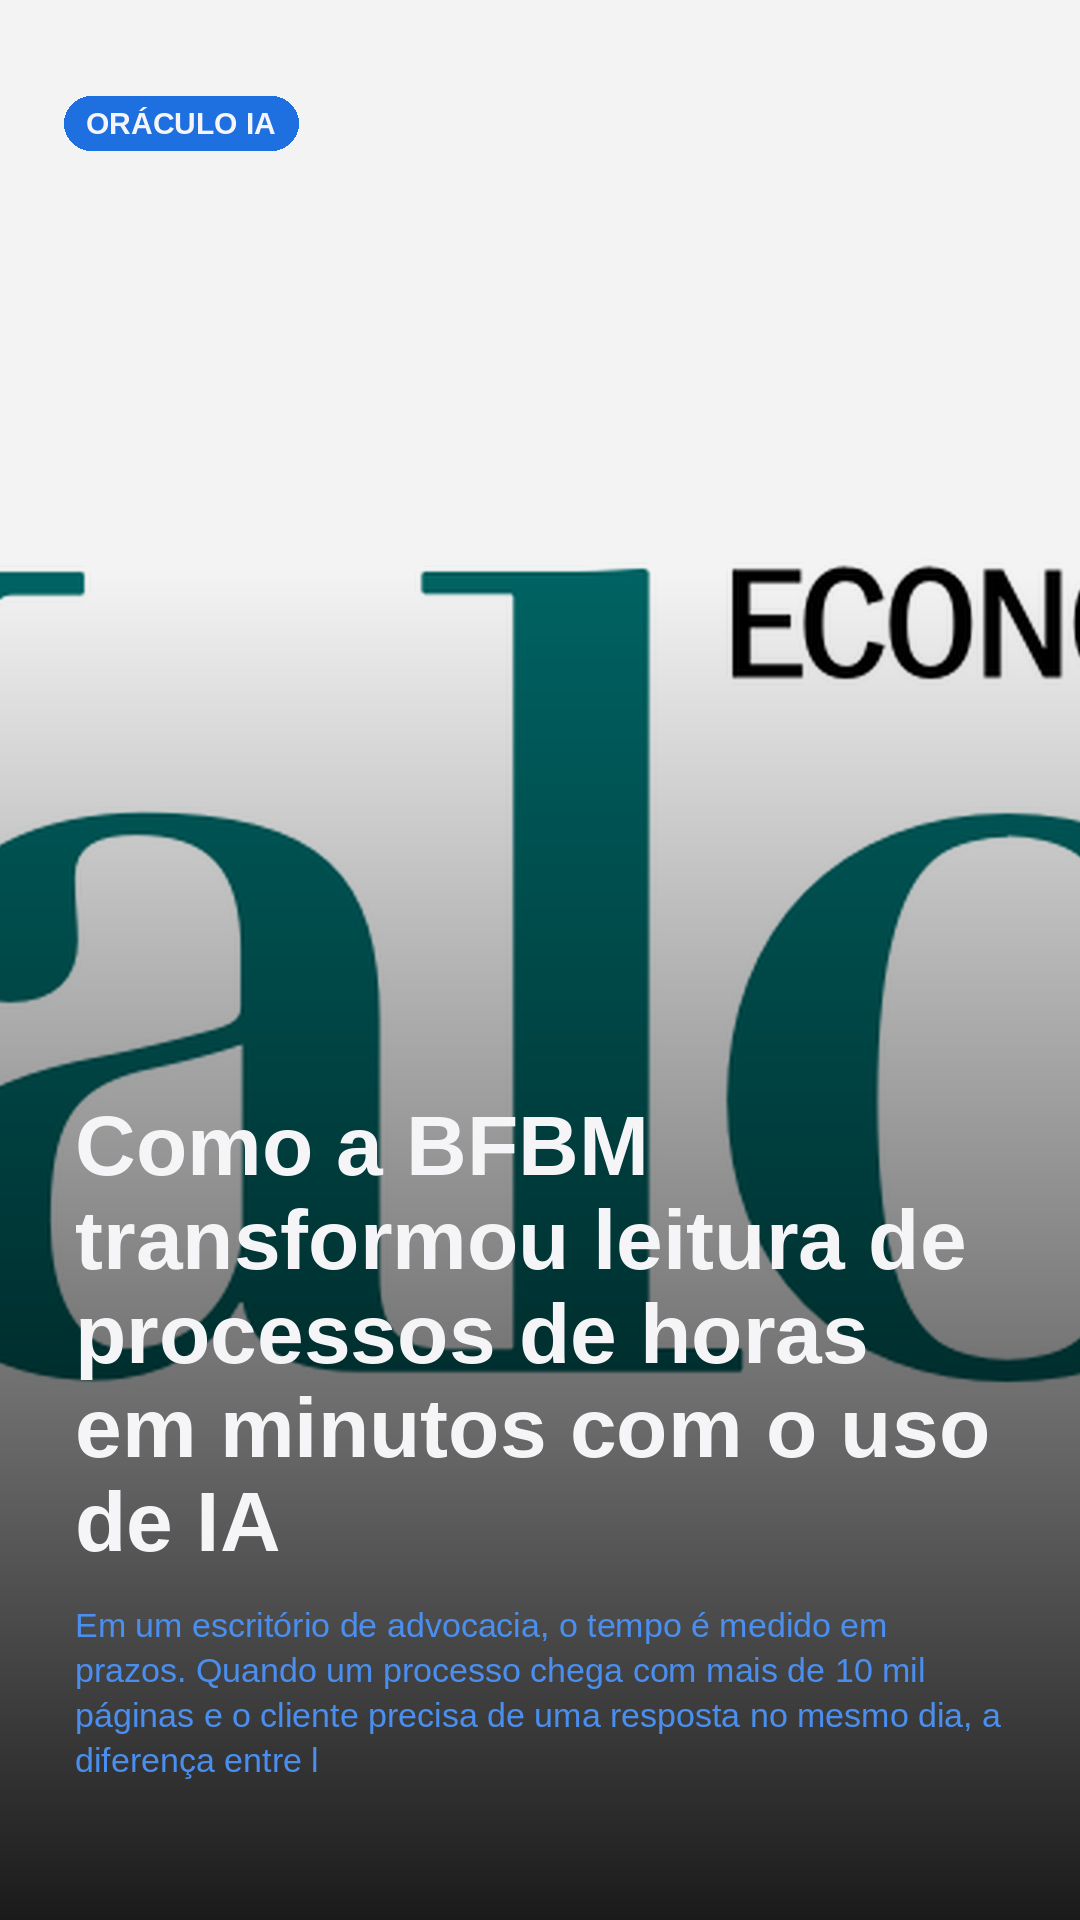 ORÁCULO IA
ECONO
alo
Como a BFBM
transformou leitura de
processos de horas
em minutos com o uso
de IA
Em um escritório de advocacia, o tempo é medido em
prazos. Quando um processo chega com mais de 10 mil
páginas e o cliente precisa de uma resposta no mesmo dia, a
diferença entre l